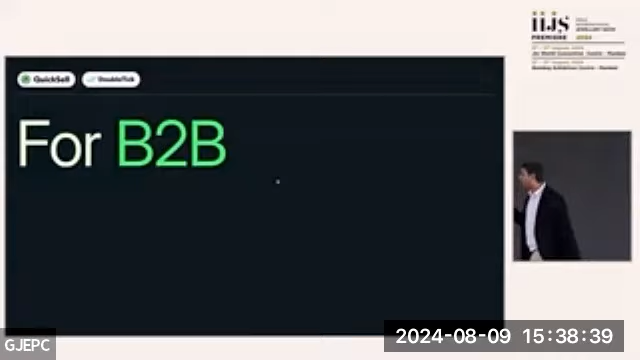 iijs
PREMIERE 2024
QuickSell DoubleTick
For B2B
GJEPC
2024-08-09 15:38:39